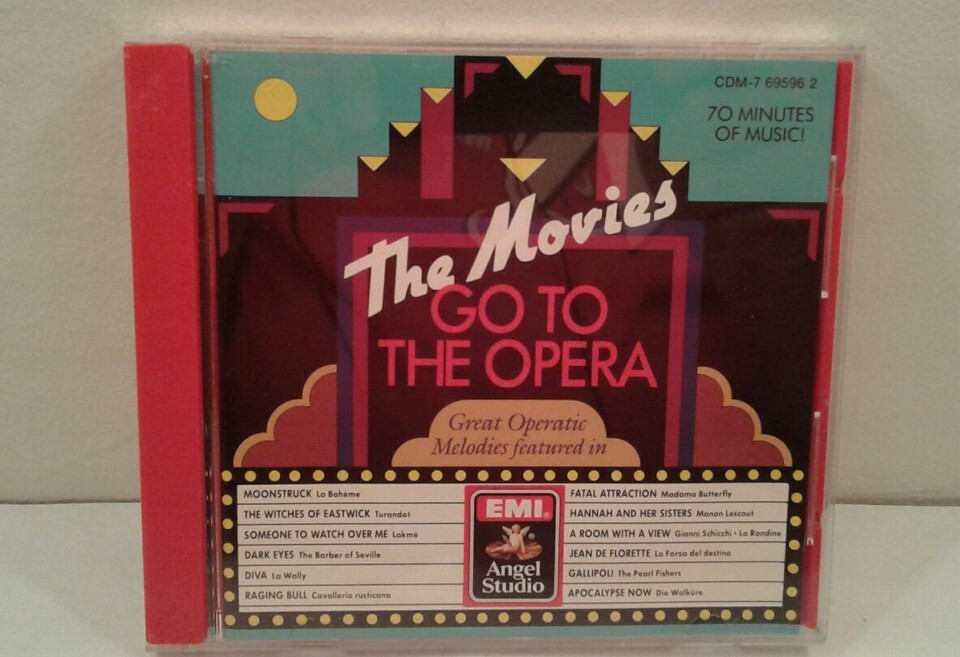 CDM-7 69596 2
70 MINUTES
OF MUSIC!
The Movies
GO TO
THE OPERA
Great Operatic
Melodies featured in
MOONSTRUCK La Bohème
THE WITCHES OF EASTWICK Turandot
SOMEONE TO WATCH OVER ME Lakmé
DARK EYES The Barber of Seville
DIVA La Wally
RAGING BULL Cavalleria rusticana
EMI
Angel
Studio
FATAL ATTRACTION Madama Butterfly
HANNAH AND HER SISTERS Manon Lescaut
A ROOM WITH A VIEW Gianni Schicchi • La Rondine
JEAN DE FLORETTE La Forza del destino
GALLIPOLI The Pearl Fishers
APOCALYPSE NOW Die Walküre